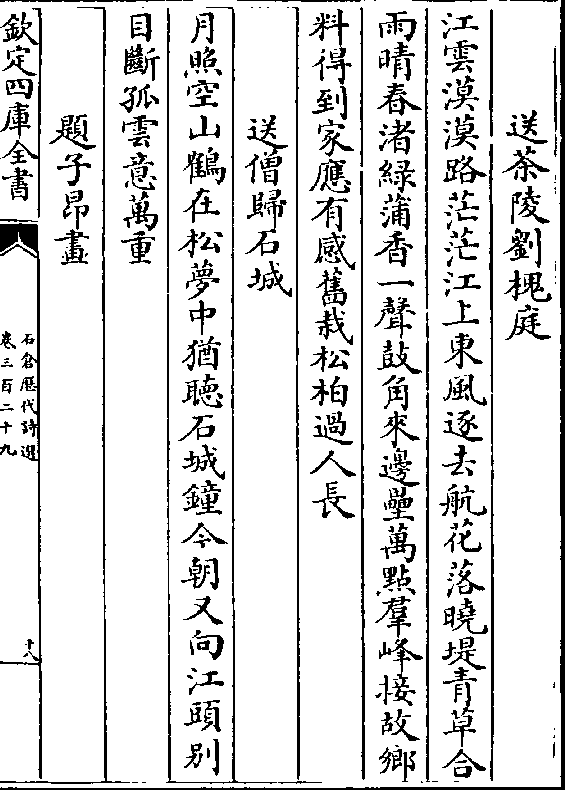 送茶陵劉槐庭
江雲漠漠路茫茫江上東風逐去航花落曉堤青草合
雨晴春渚綠蒲香一聲鼓角來邊壘萬點羣峰接故鄉
料得到家應有感舊栽松柏過人長
送僧歸石城
月照空山鶴在松夢中猶聴石城鐘今朝又向江頭别
目斷孤雲意萬重
題子昂畫
欽定四庫全書
石倉歴代詩選
卷三百二十九
十八